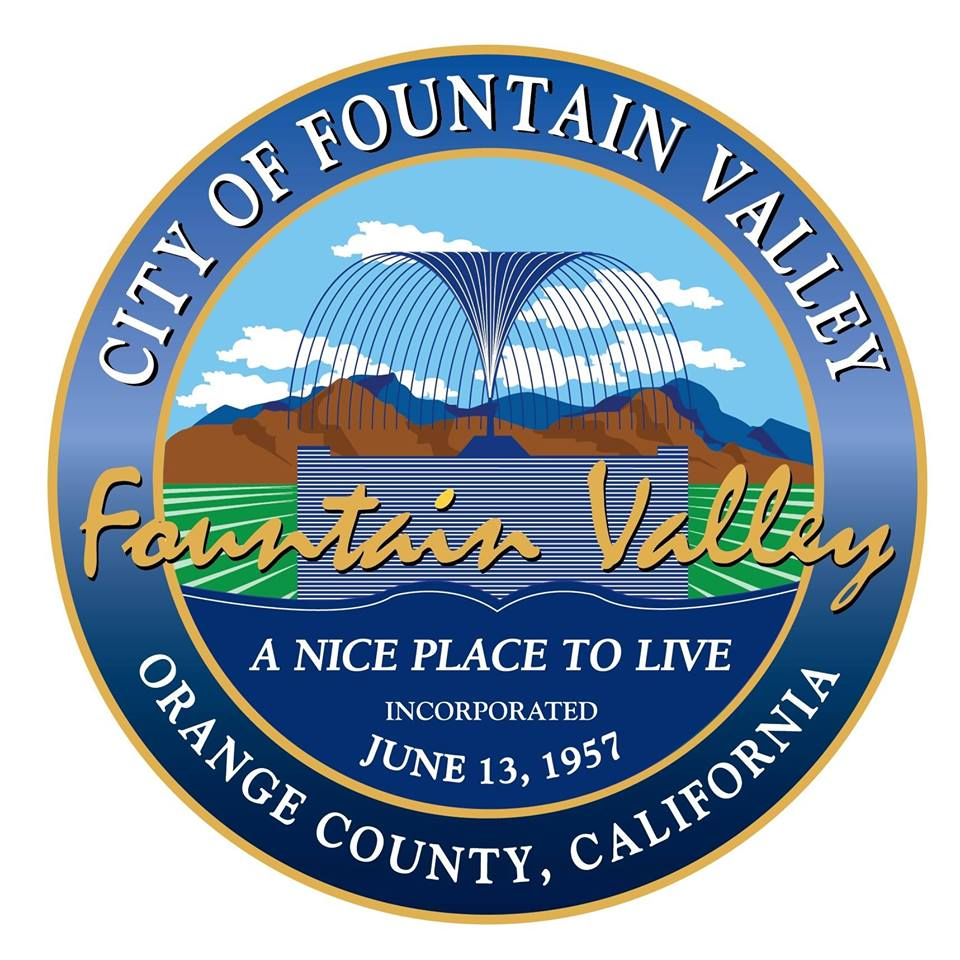 CITY OF FOUNTAIN VALLEY
Fountain Valley
A NICE PLACE TO LIVE
INCORPORATED
JUNE 13, 1957
ORANGE COUNTY, CALIFORNIA